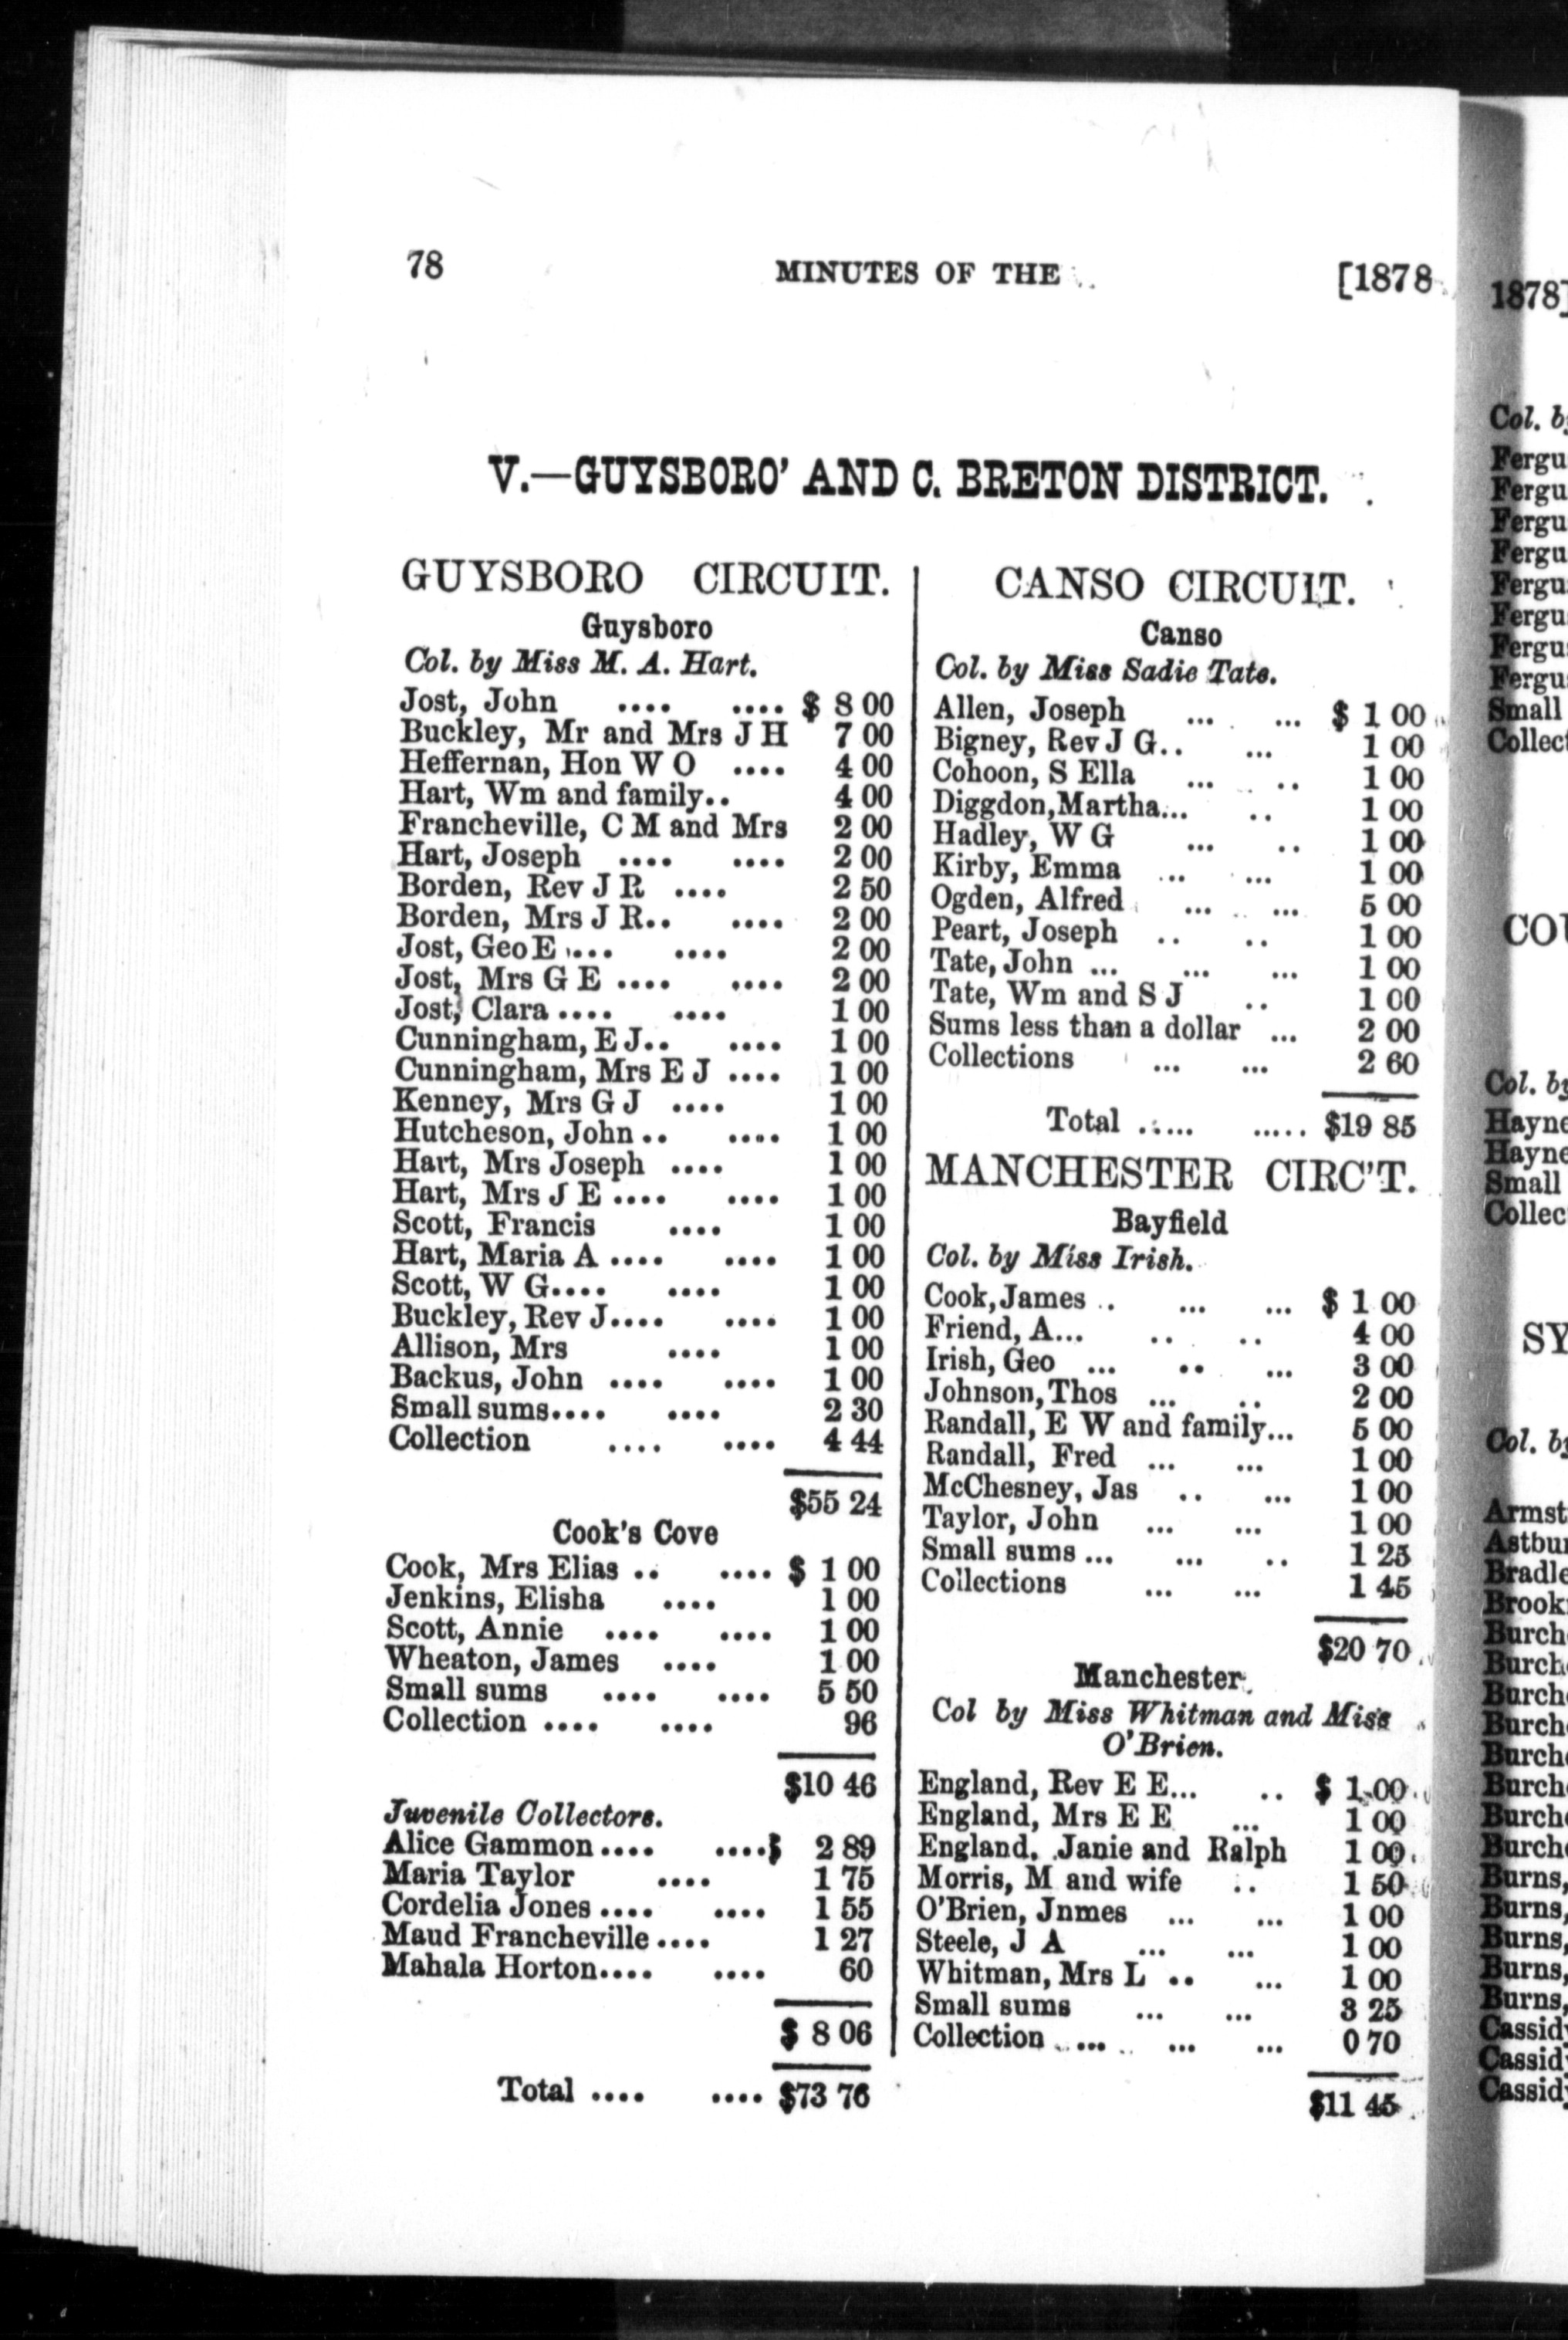 78 MINUTES OF THE [1878
V.—GUYSBORO' AND C. BRETON DISTRICT.
GUYSBORO CIRCUIT.
Guysboro
Col. by Miss M. A. Hart.
Jost, John .... .... $ 8 00
Buckley, Mr and Mrs J H 7 00
Heffernan, Hon W O .... 4 00
Hart, Wm and family.. 4 00
Francheville, C M and Mrs 2 00
Hart, Joseph .... .... 2 00
Borden, Rev J R .... 2 50
Borden, Mrs J R.. .... 2 00
Jost, Geo E .... .... 2 00
Jost, Mrs G E .... .... 2 00
Jost, Clara .... .... 1 00
Cunningham, E J.. .... 1 00
Cunningham, Mrs E J .... 1 00
Kenney, Mrs G J .... 1 00
Hutcheson, John .. .... 1 00
Hart, Mrs Joseph .... 1 00
Hart, Mrs J E .... .... 1 00
Scott, Francis .... 1 00
Hart, Maria A .... .... 1 00
Scott, W G.... .... 1 00
Buckley, Rev J.... .... 1 00
Allison, Mrs .... 1 00
Backus, John .... .... 1 00
Small sums.... .... 2 30
Collection .... .... 4 44
$55 24
Cook's Cove
Cook, Mrs Elias .. .... $ 1 00
Jenkins, Elisha .... 1 00
Scott, Annie .... .... 1 00
Wheaton, James .... 1 00
Small sums .... .... 5 50
Collection .... .... 96
$10 46
Juvenile Collectors.
Alice Gammon .... ....$ 2 89
Maria Taylor .... 1 75
Cordelia Jones .... .... 1 55
Maud Francheville .... 1 27
Mahala Horton.... .... 60
$ 8 06
Total .... .... $73 76
CANSO CIRCUIT.
Canso
Col. by Miss Sadie Tate.
Allen, Joseph ... ... $ 1 00
Bigney, Rev J G.. ... 1 00
Cohoon, S Ella ... .. 1 00
Diggdon,Martha... .. 1 00
Hadley, W G ... .. 1 00
Kirby, Emma ... ... 1 00
Ogden, Alfred ... ... 5 00
Peart, Joseph .. .. 1 00
Tate, John ... ... ... 1 00
Tate, Wm and S J .. 1 00
Sums less than a dollar ... 2 00
Collections ... ... 2 60
Total ..... ..... $19 85
MANCHESTER CIRC'T.
Bayfield
Col. by Miss Irish.
Cook,James .. ... ... $ 1 00
Friend, A... .. .. 4 00
Irish, Geo ... .. ... 3 00
Johnson,Thos ... .. 2 00
Randall, E W and family... 5 00
Randall, Fred ... ... 1 00
McChesney, Jas .. ... 1 00
Taylor, John ... ... 1 00
Small sums ... ... .. 1 25
Collections ... ... 1 45
$20 70
Manchester
Col by Miss Whitman and Miss
O'Brien.
England, Rev E E... .. $ 1 00
England, Mrs E E ... 1 00
England, Janie and Ralph 1 00
Morris, M and wife .. 1 50
O'Brien, Jnmes ... ... 1 00
Steele, J A ... ... 1 00
Whitman, Mrs L .. ... 1 00
Small sums ... ... 3 25
Collection ... ... ... 0 70
$11 45
1878]
Small
Small